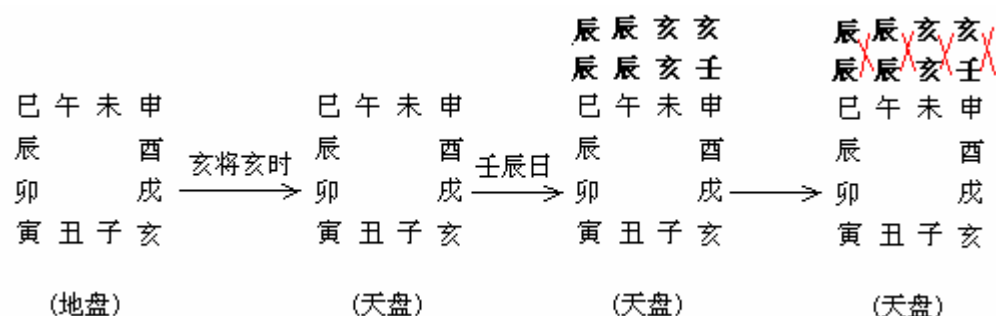 辰 辰 亥 亥 辰 辰 亥 亥
辰 辰 亥 壬 辰 辰 亥 壬
巳 午 未 申 巳 午 未 申 巳 午 未 申 巳 午 未 申
辰 酉 辰 酉 辰 酉 辰 酉
亥将亥时 壬辰日
卯 戌 卯 戌 卯 戌 卯 戌
寅 丑 子 亥 寅 丑 子 亥 寅 丑 子 亥 寅 丑 子 亥
(地盘) (天盘) (天盘) (天盘)